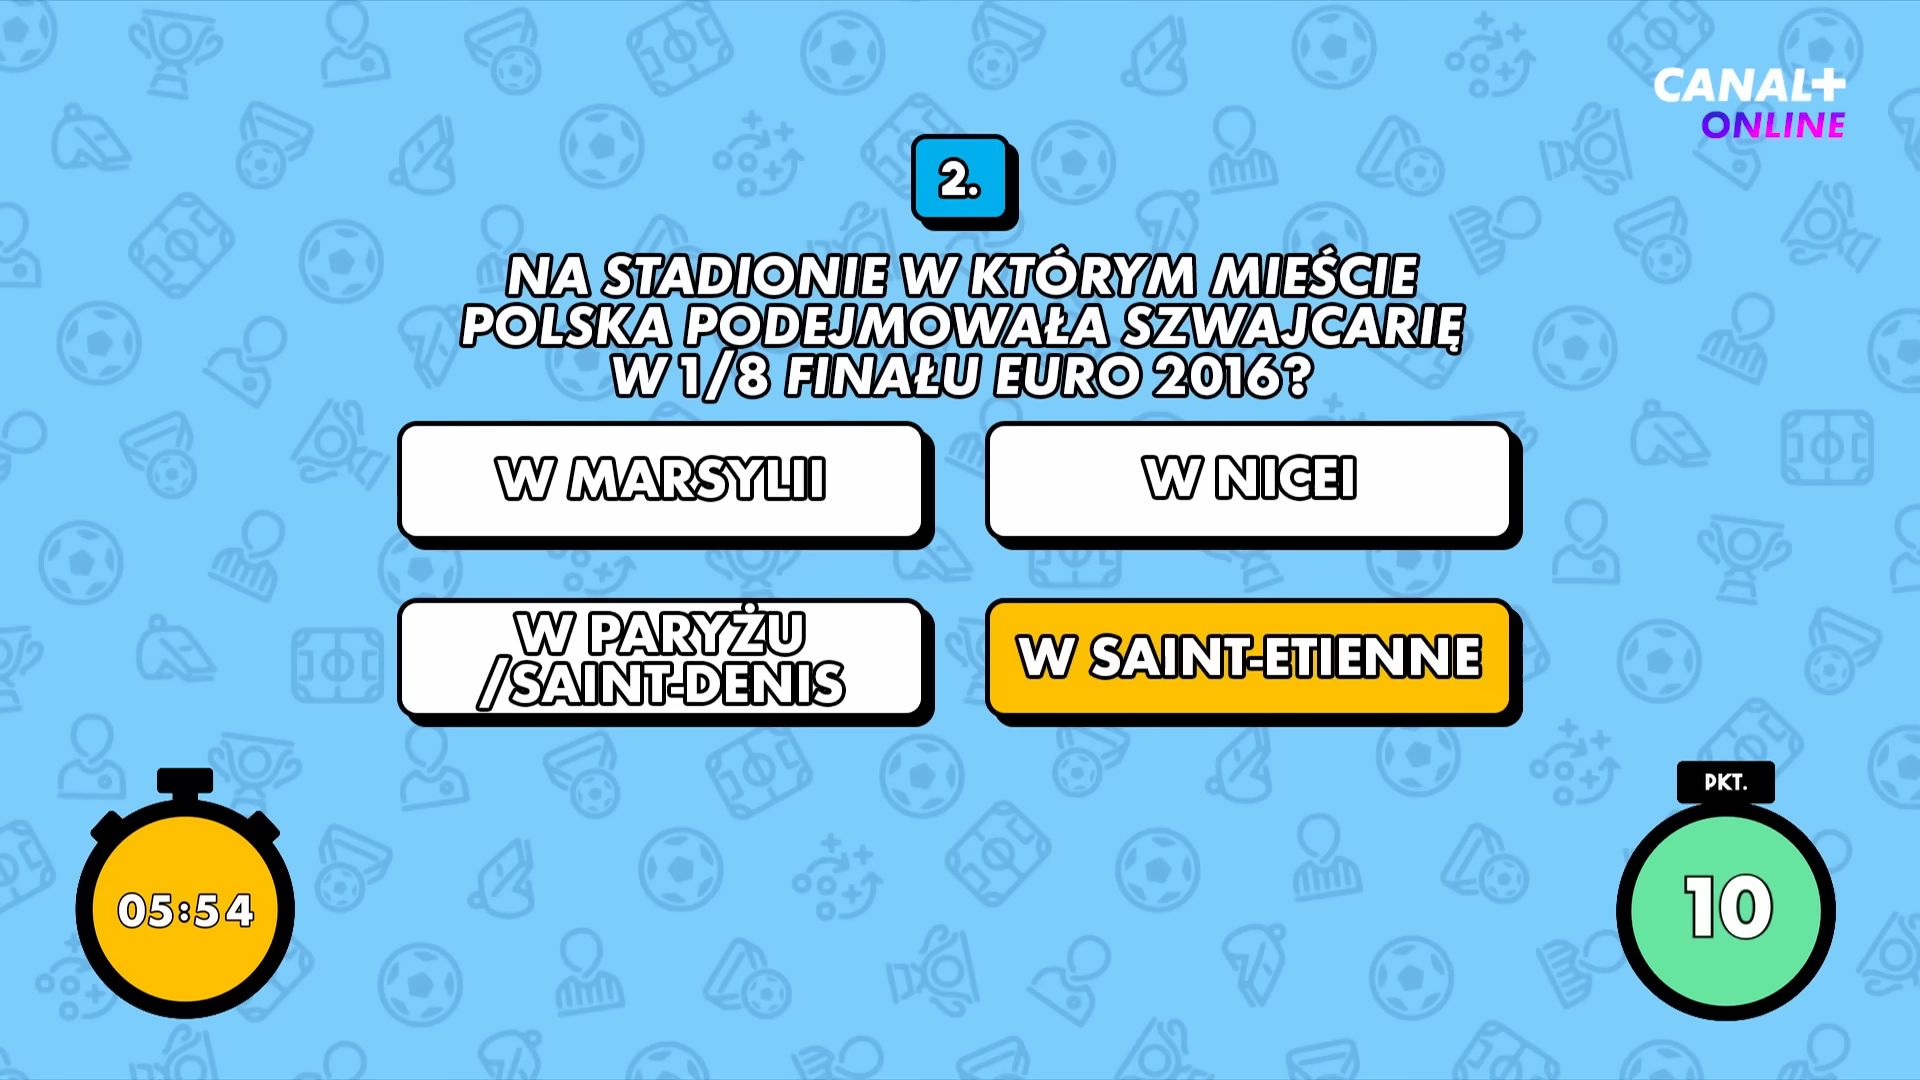 CANAL+
ONLINE
2.
NA STADIONIE W KTÓRYM MIEŚCIE
POLSKA PODEJMOWAŁA SZWAJCARIĘ
W 1/8 FINAŁU EURO 2016?
W MARSYLII
W NICEI
W PARYŻU
/SAINT-DENIS
W SAINT-ETIENNE
05:54
PKT.
10